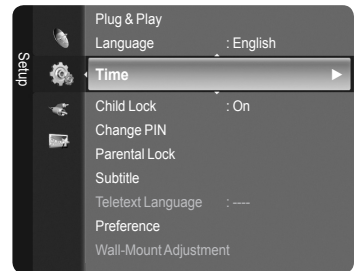 Setup
Plug & Play
Language : English
Time
Child Lock : On
Change PIN
Parental Lock
Subtitle
Teletext Language : ----
Preference
Wall-Mount Adjustment